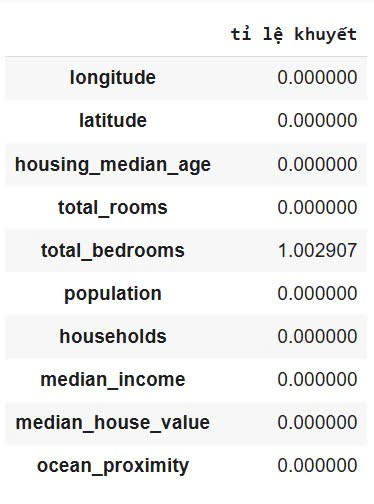 tỉ lệ khuyết
longitude 0.000000
latitude 0.000000
housing_median_age 0.000000
total_rooms 0.000000
total_bedrooms 1.002907
population 0.000000
households 0.000000
median_income 0.000000
median_house_value 0.000000
ocean_proximity 0.000000